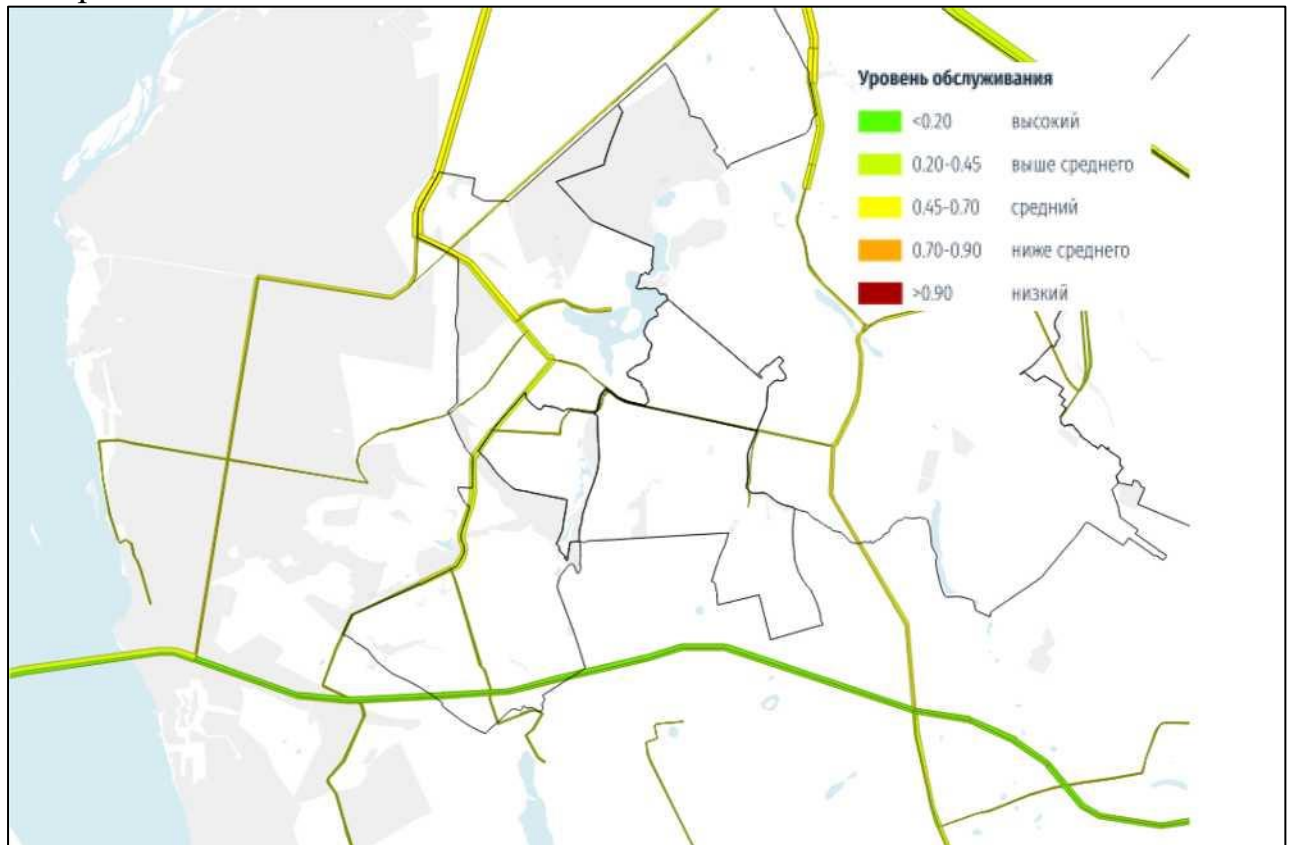 Уровень обслуживания
<0.20 высокий
0.20-0.45 выше среднего
0.45-0.70 средний
0.70-0.90 ниже среднего
>0.90 низкий